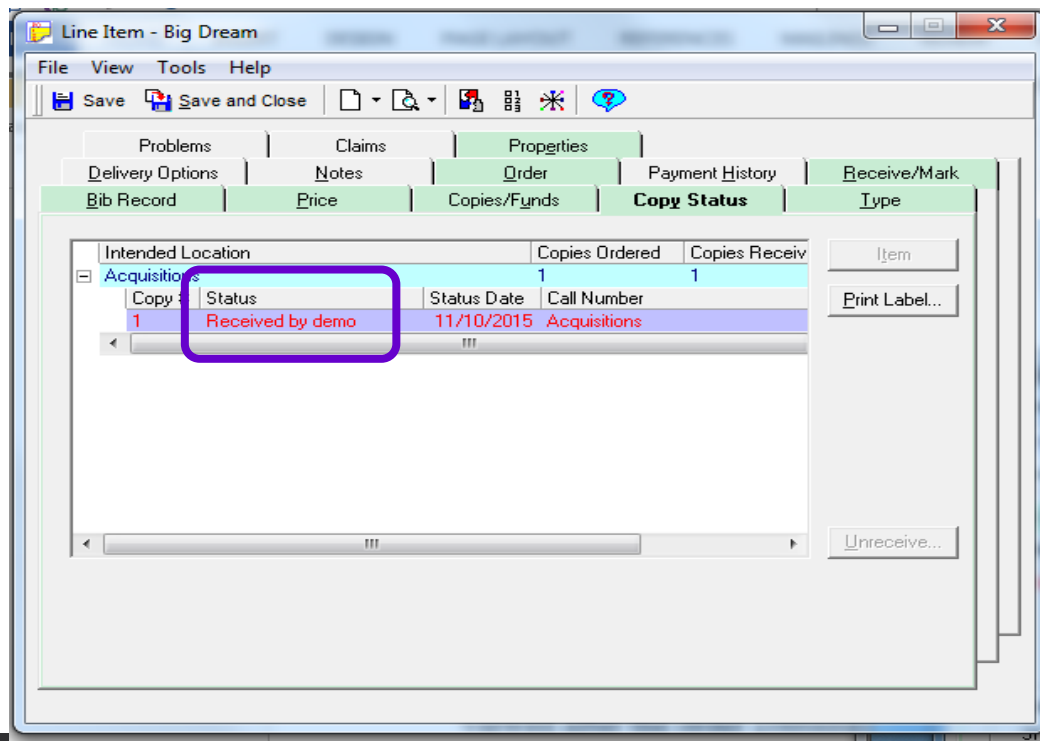 Line Item - Big Dream
File View Tools Help
Save Save and Close
Problems Claims Properties
Delivery Options Notes Order Payment History Receive/Mark
Bib Record Price Copies/Funds Copy Status Type
Intended Location Copies Ordered Copies Receiv
Acquisitions 1 1
Copy # Status Status Date Call Number
1 Received by demo 11/10/2015 Acquisitions
Item
Print Label...
Unreceive...